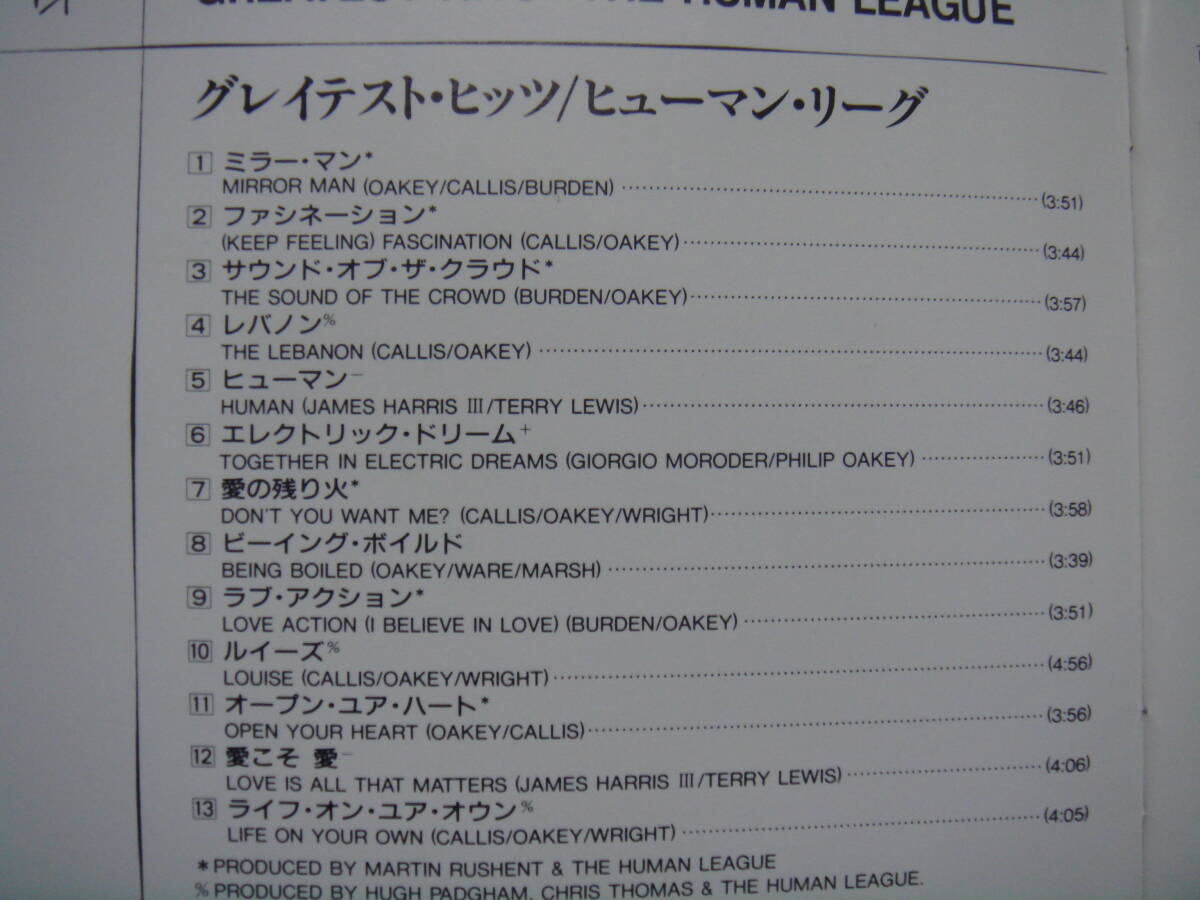 THE HUMAN LEAGUE
グレイテスト・ヒッツ/ヒューマン・リーグ
1 ミラー・マン*
MIRROR MAN (OAKEY/CALLIS/BURDEN) (3:51)
2 ファシネーション*
(KEEP FEELING) FASCINATION (CALLIS/OAKEY) (3:44)
3 サウンド・オブ・ザ・クラウド*
THE SOUND OF THE CROWD (BURDEN/OAKEY) (3:57)
4 レバノン%
THE LEBANON (CALLIS/OAKEY) (3:44)
5 ヒューマン−
HUMAN (JAMES HARRIS III/TERRY LEWIS) (3:46)
6 エレクトリック・ドリーム+
TOGETHER IN ELECTRIC DREAMS (GIORGIO MORODER/PHILIP OAKEY) (3:51)
7 愛の残り火*
DON'T YOU WANT ME? (CALLIS/OAKEY/WRIGHT) (3:58)
8 ビーイング・ボイルド
BEING BOILED (OAKEY/WARE/MARSH) (3:39)
9 ラブ・アクション*
LOVE ACTION (I BELIEVE IN LOVE) (BURDEN/OAKEY) (3:51)
10 ルイーズ%
LOUISE (CALLIS/OAKEY/WRIGHT) (4:56)
11 オープン・ユア・ハート*
OPEN YOUR HEART (OAKEY/CALLIS) (3:56)
12 愛こそ 愛−
LOVE IS ALL THAT MATTERS (JAMES HARRIS III/TERRY LEWIS) (4:06)
13 ライフ・オン・ユア・オウン%
LIFE ON YOUR OWN (CALLIS/OAKEY/WRIGHT) (4:05)
*PRODUCED BY MARTIN RUSHENT & THE HUMAN LEAGUE
%PRODUCED BY HUGH PADGHAM, CHRIS THOMAS & THE HUMAN LEAGUE.